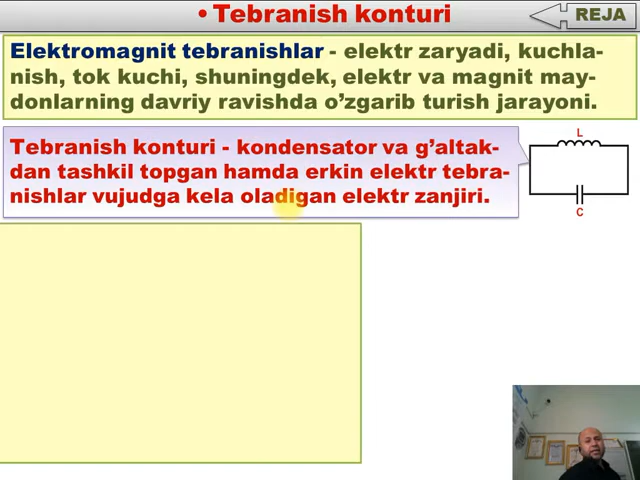 • Tebranish konturi
REJA
Elektromagnit tebranishlar - elektr zaryadi, kuchla-
nish, tok kuchi, shuningdek, elektr va magnit may-
donlarning davriy ravishda o’zgarib turish jarayoni.
Tebranish konturi - kondensator va g’altak-
dan tashkil topgan hamda erkin elektr tebra-
nishlar vujudga kela oladigan elektr zanjiri.
L
C